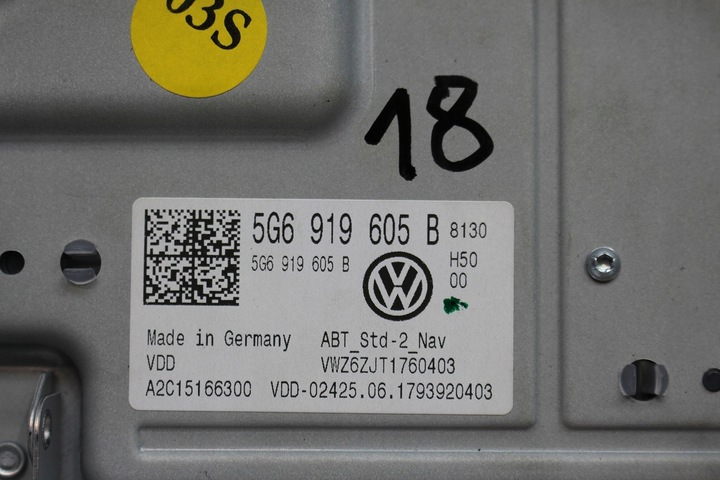 03S
18
5G6 919 605 B 8130
5G6 919 605 B H50
00
Made in Germany ABT_Std-2_Nav
VDD VWZ6ZJT1760403
A2C15166300 VDD-02425.06.1793920403